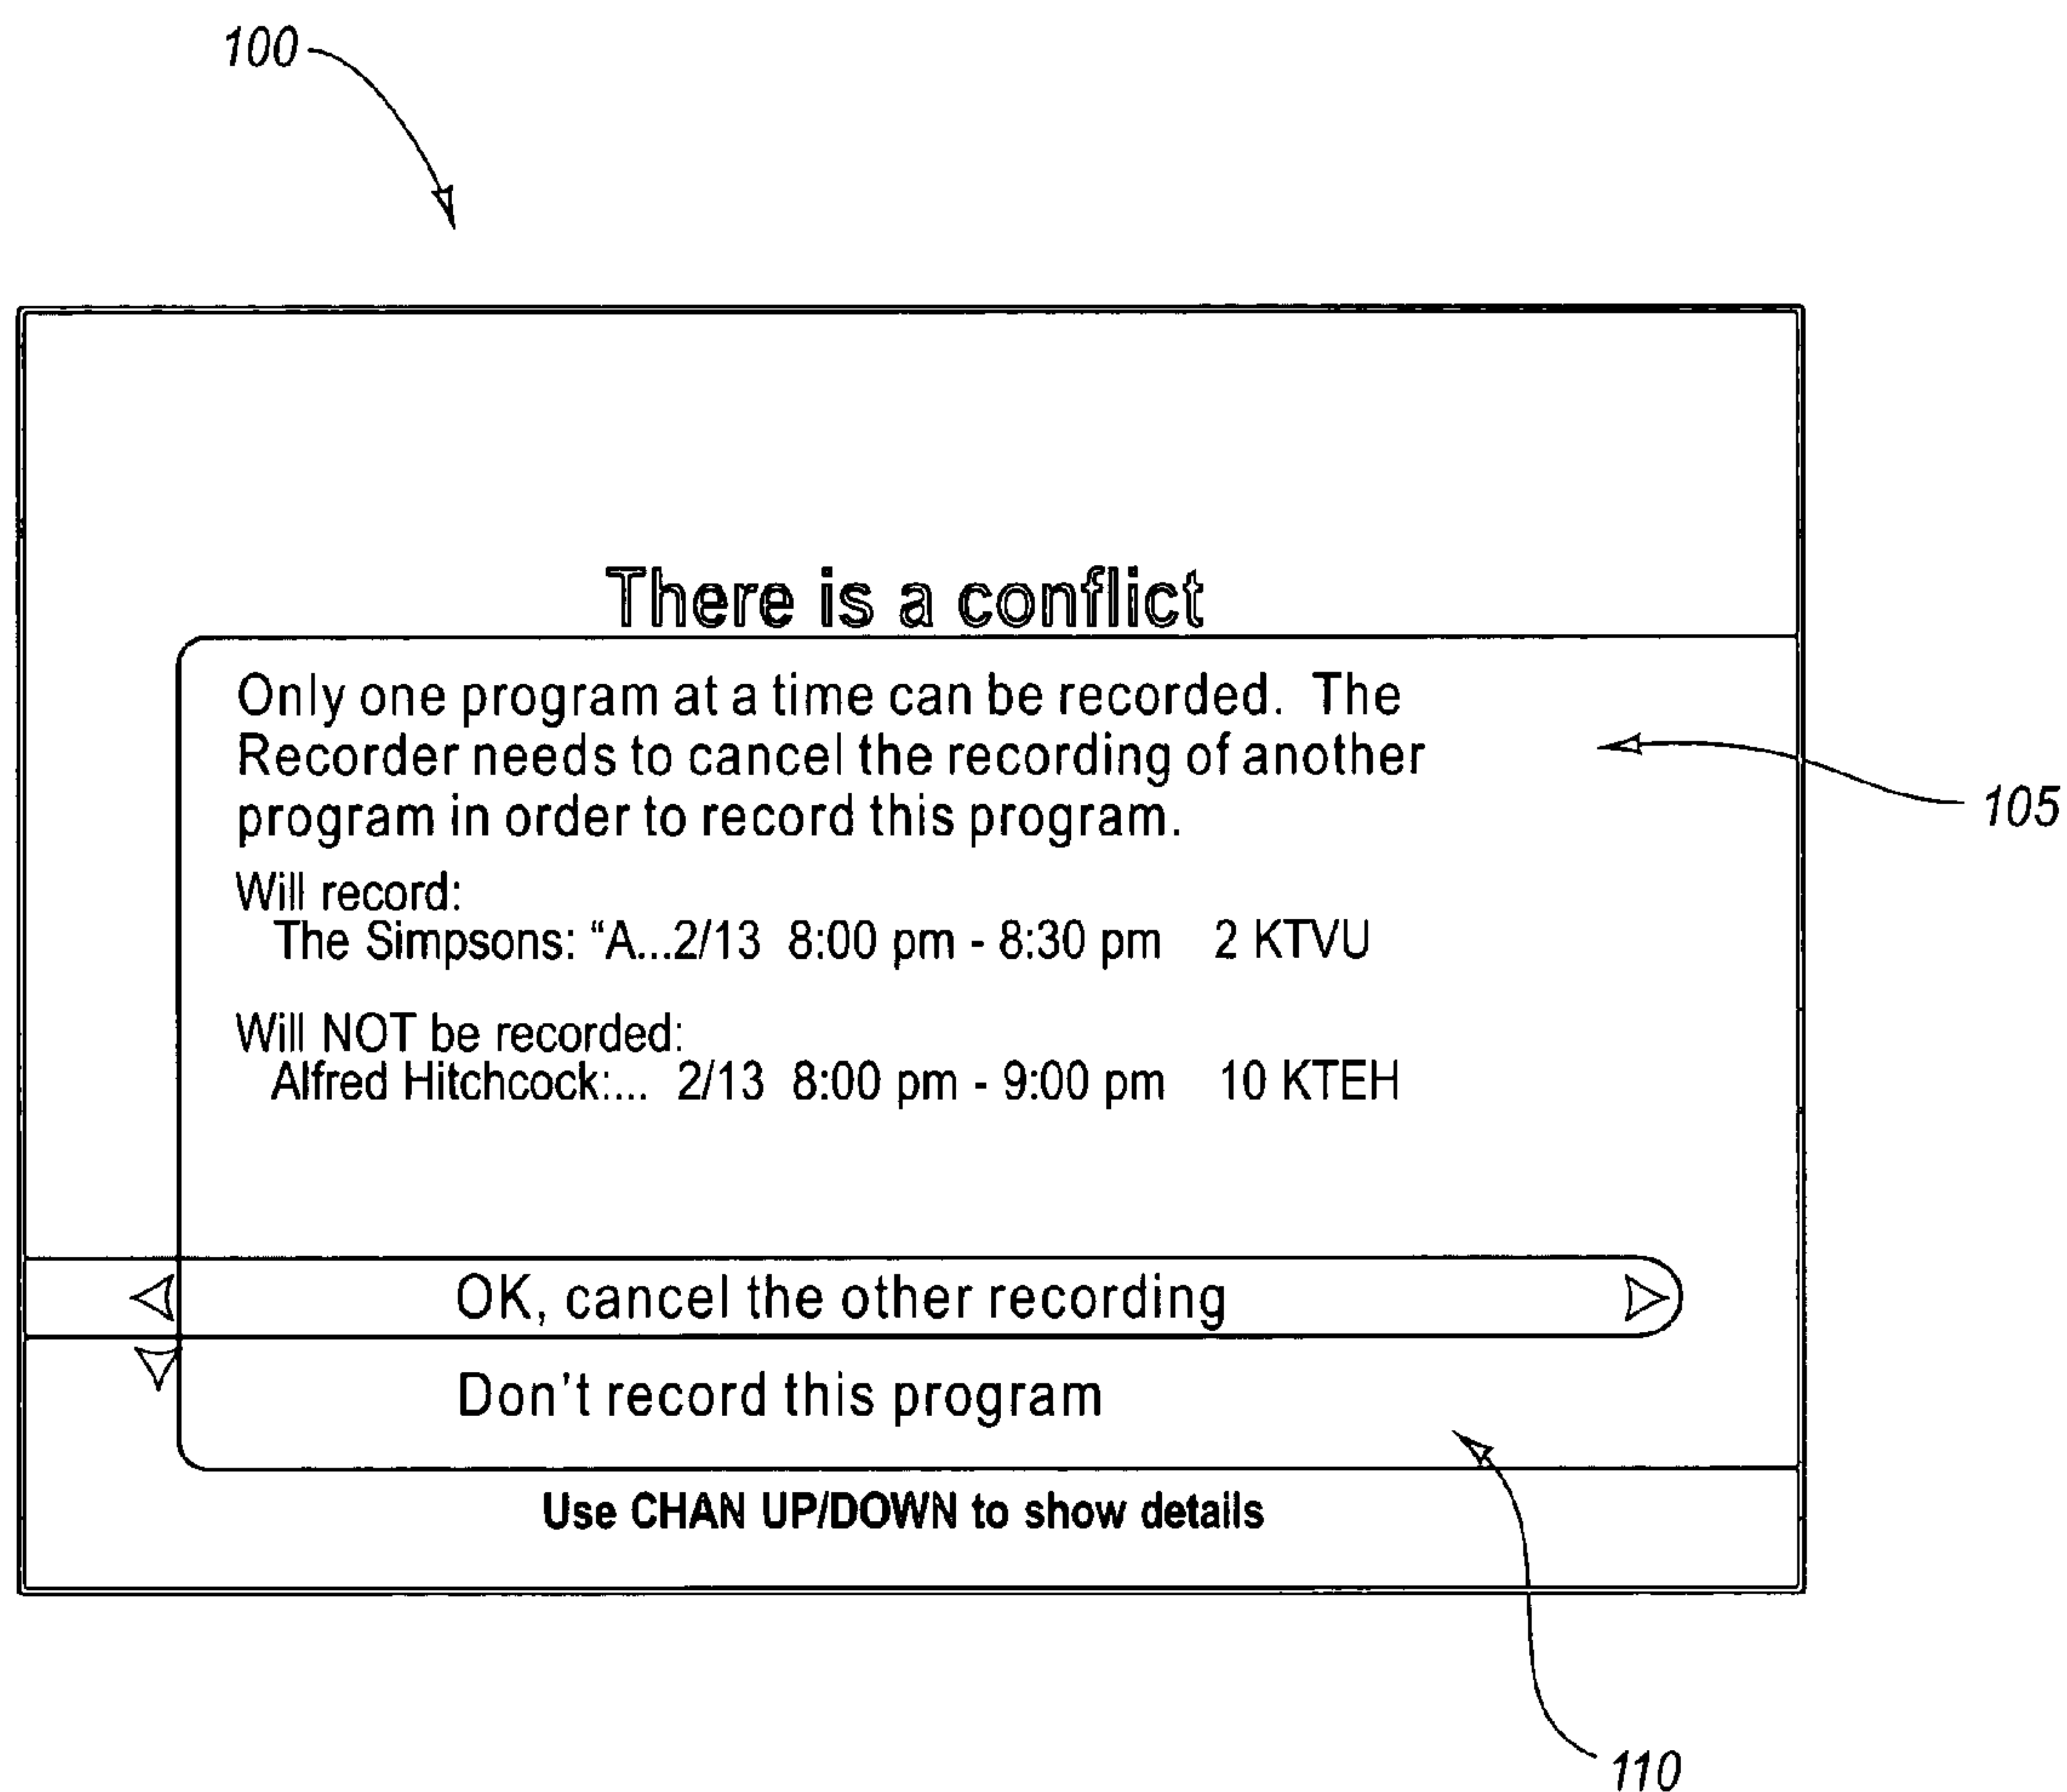 100
There is a conflict
Only one program at a time can be recorded. The
Recorder needs to cancel the recording of another
program in order to record this program.
105
Will record:
The Simpsons: “A...2/13 8:00 pm - 8:30 pm 2 KTVU
Will NOT be recorded:
Alfred Hitchcock:... 2/13 8:00 pm - 9:00 pm 10 KTEH
OK, cancel the other recording
Don't record this program
Use CHAN UP/DOWN to show details
110